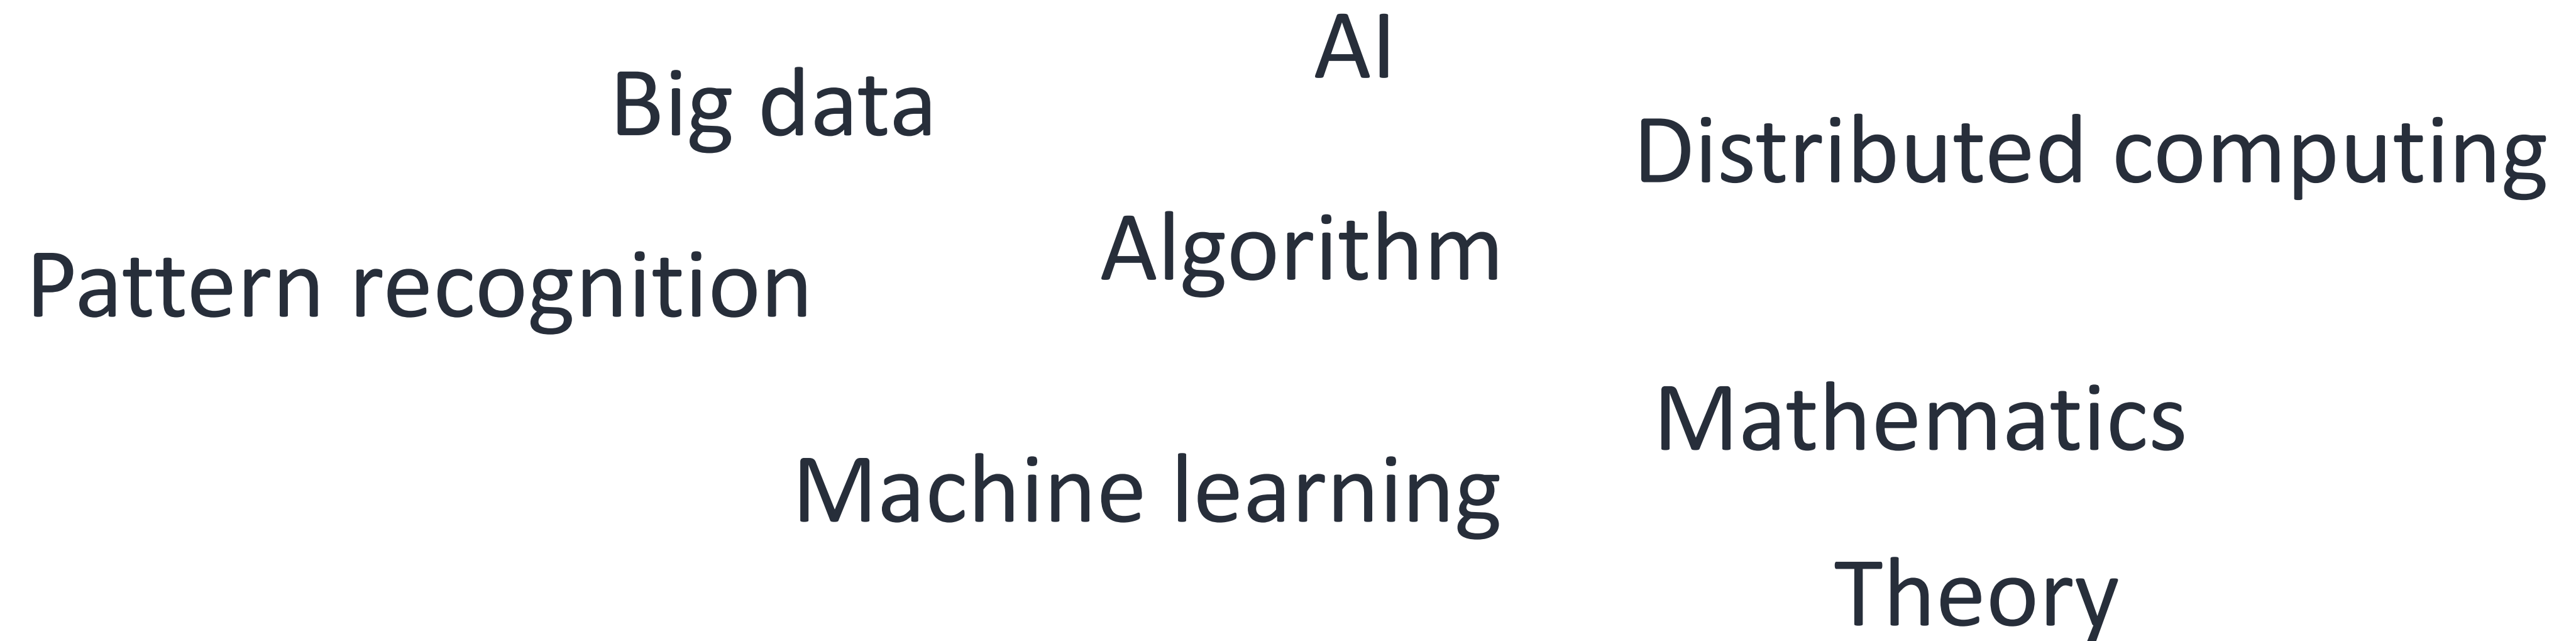 AI
Big data
Distributed computing
Algorithm
Pattern recognition
Mathematics
Machine learning
Theory